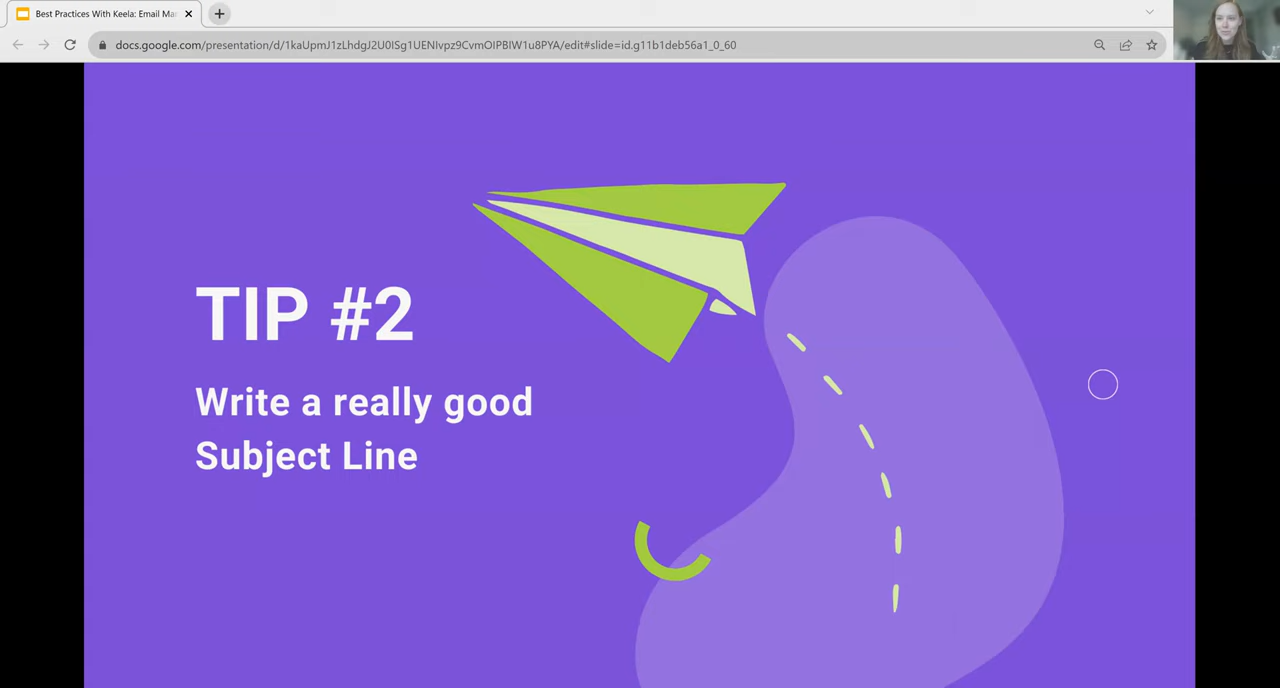 Best Practices With Keela: Email Mar
docs.google.com/presentation/d/1kaUpmJ1zLhdgJ2U0ISg1UENIvpz9CvmOIPBIW1u8PYA/edit#slide=id.g11b1deb56a1_0_60
TIP #2
Write a really good
Subject Line